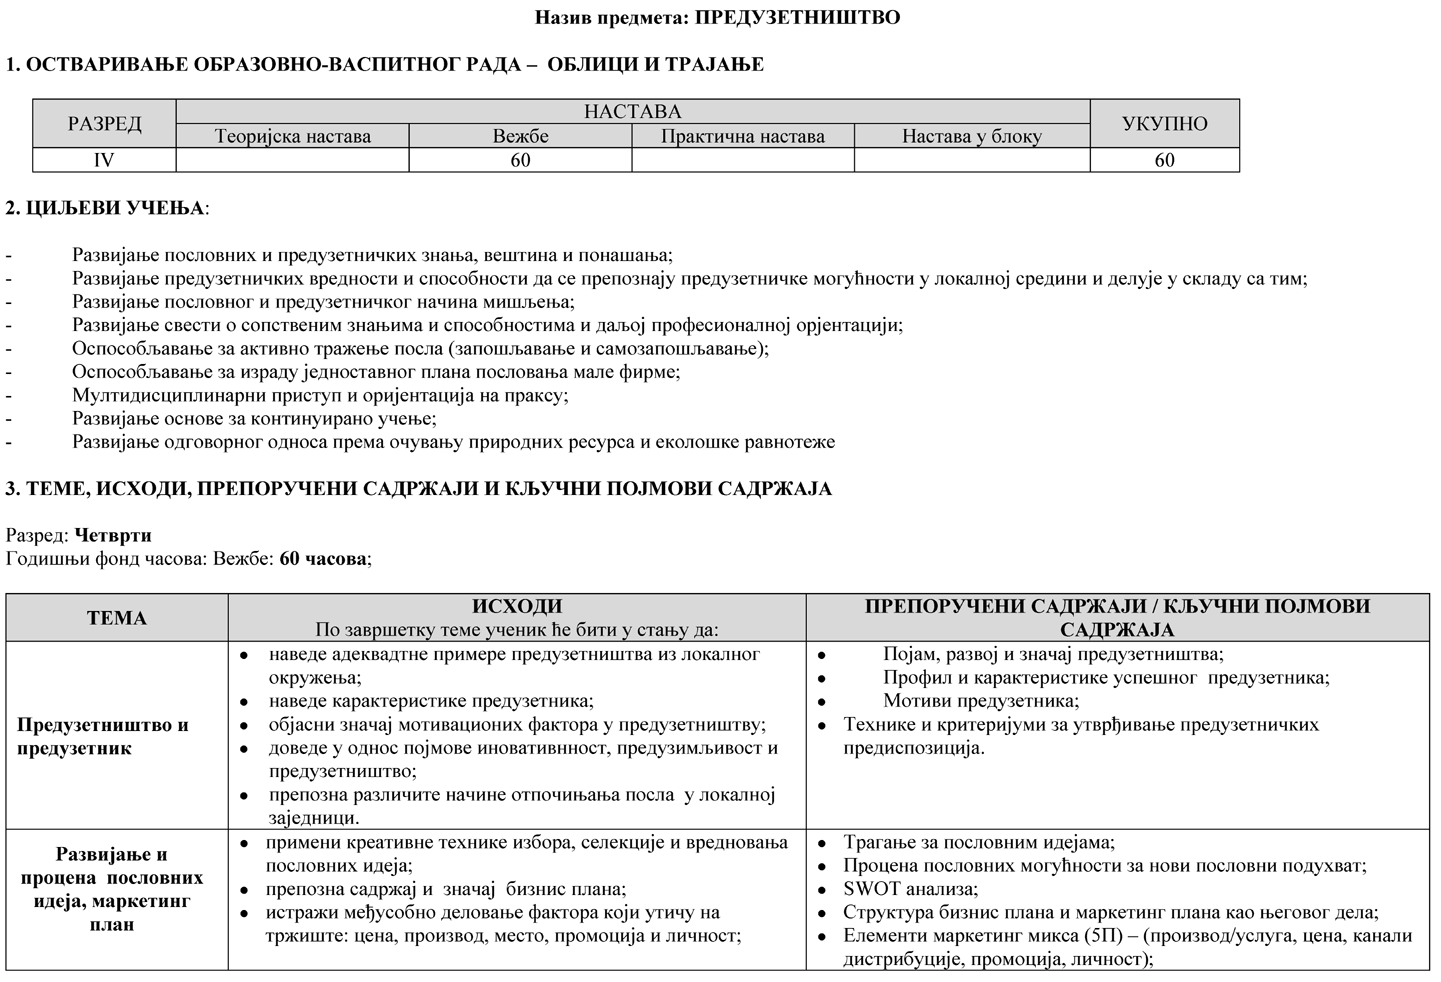 Назив предмета: ПРЕДУЗЕТНИШТВО
1. ОСТВАРИВАЊЕ ОБРАЗОВНО-ВАСПИТНОГ РАДА – ОБЛИЦИ И ТРАЈАЊЕ
РАЗРЕД
НАСТАВА
УКУПНО
Теоријска настава
Вежбе
Практична настава
Настава у блоку
IV
60
60
2. ЦИЉЕВИ УЧЕЊА:
- Развијање пословних и предузетничких знања, вештина и понашања;
- Развијање предузетничких вредности и способности да се препознају предузетничке могућности у локалној средини и делује у складу са тим;
- Развијање пословног и предузетничког начина мишљења;
- Развијање свести о сопственим знањима и способностима и даљој професионалној орјентацији;
- Оспособљавање за активно тражење посла (запошљавање и самозапошљавање);
- Оспособљавање за израду једноставног плана пословања мале фирме;
- Мултидисциплинарни приступ и оријентација на праксу;
- Развијање основе за континуирано учење;
- Развијање одговорног односа према очувању природних ресурса и еколошке равнотеже
3. ТЕМЕ, ИСХОДИ, ПРЕПОРУЧЕНИ САДРЖАЈИ И КЉУЧНИ ПОЈМОВИ САДРЖАЈА
Разред: Четврти
Годишњи фонд часова: Вежбе: 60 часова;
ТЕМА
ИСХОДИ
По завршетку теме ученик ће бити у стању да:
ПРЕПОРУЧЕНИ САДРЖАЈИ / КЉУЧНИ ПОЈМОВИ
САДРЖАЈА
Предузетништво и
предузетник
• наведе адеквадтне примере предузетништва из локалног
окружења;
• наведе карактеристике предузетника;
• објасни значај мотивационих фактора у предузетништву;
• доведе у однос појмове иновативнност, предузимљивост и
предузетништво;
• препозна различите начине отпочињања посла у локалној
заједници.
• Појам, развој и значај предузетништва;
• Профил и карактеристике успешног предузетника;
• Мотиви предузетника;
• Технике и критеријуми за утврђивање предузетничких
предиспозиција.
Развијање и
процена пословних
идеја, маркетинг
план
• примени креативне технике избора, селекције и вредновања
пословних идеја;
• препозна садржај и значај бизнис плана;
• истражи међусобно деловање фактора који утичу на
тржиште: цена, производ, место, промоција и личност;
• Трагање за пословним идејама;
• Процена пословних могућности за нови пословни подухват;
• SWOT анализа;
• Структура бизнис плана и маркетинг плана као његовог дела;
• Елементи маркетинг микса (5П) – (производ/услуга, цена, канали
дистрибуције, промоција, личност);